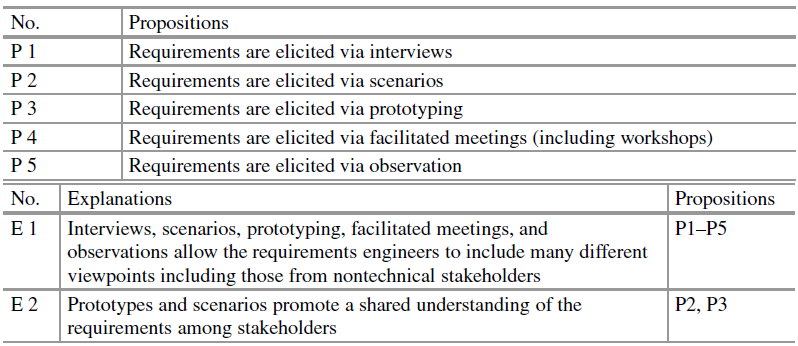 No. Propositions
P 1 Requirements are elicited via interviews
P 2 Requirements are elicited via scenarios
P 3 Requirements are elicited via prototyping
P 4 Requirements are elicited via facilitated meetings (including workshops)
P 5 Requirements are elicited via observation
No. Explanations Propositions
E 1 Interviews, scenarios, prototyping, facilitated meetings, and P1–P5
observations allow the requirements engineers to include many different
viewpoints including those from nontechnical stakeholders
E 2 Prototypes and scenarios promote a shared understanding of the P2, P3
requirements among stakeholders